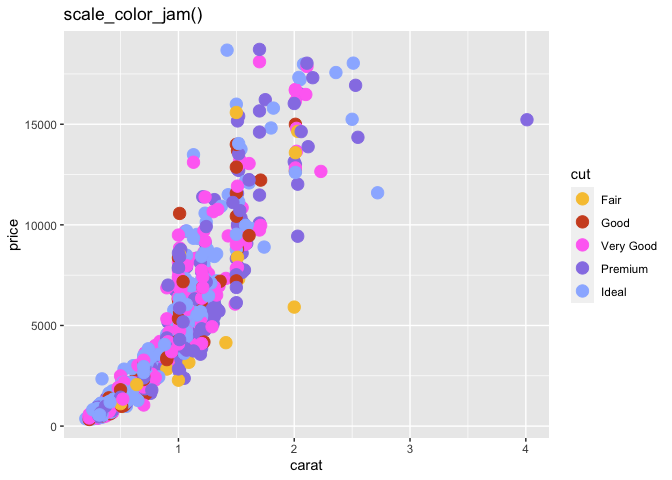 scale_color_jam()
price
15000
10000
5000
0
1
2
3
4
carat
cut
Fair
Good
Very Good
Premium
Ideal